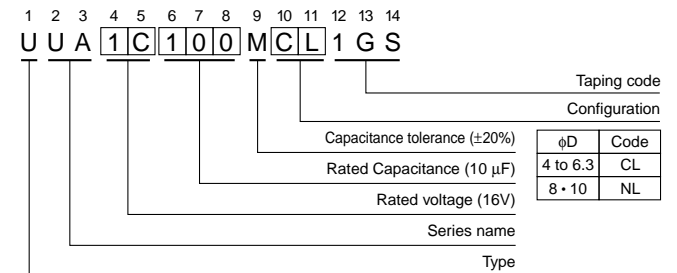 1 2 3 4 5 6 7 8 9 10 11 12 13 14
U U A 1 C 1 0 0 M C L 1 G S
Taping code
Configuration
Capacitance tolerance (±20%)
Rated Capacitance (10 μF)
Rated voltage (16V)
Series name
Type
ϕD Code
4 to 6.3 CL
8 • 10 NL